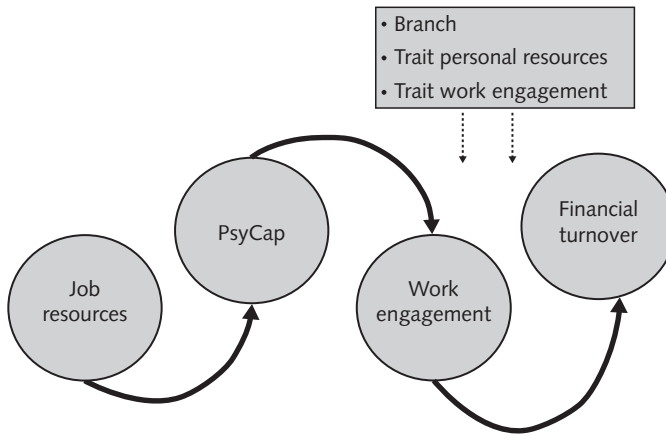 • Branch
• Trait personal resources
• Trait work engagement
PsyCap
Financial
turnover
Job
resources
Work
engagement